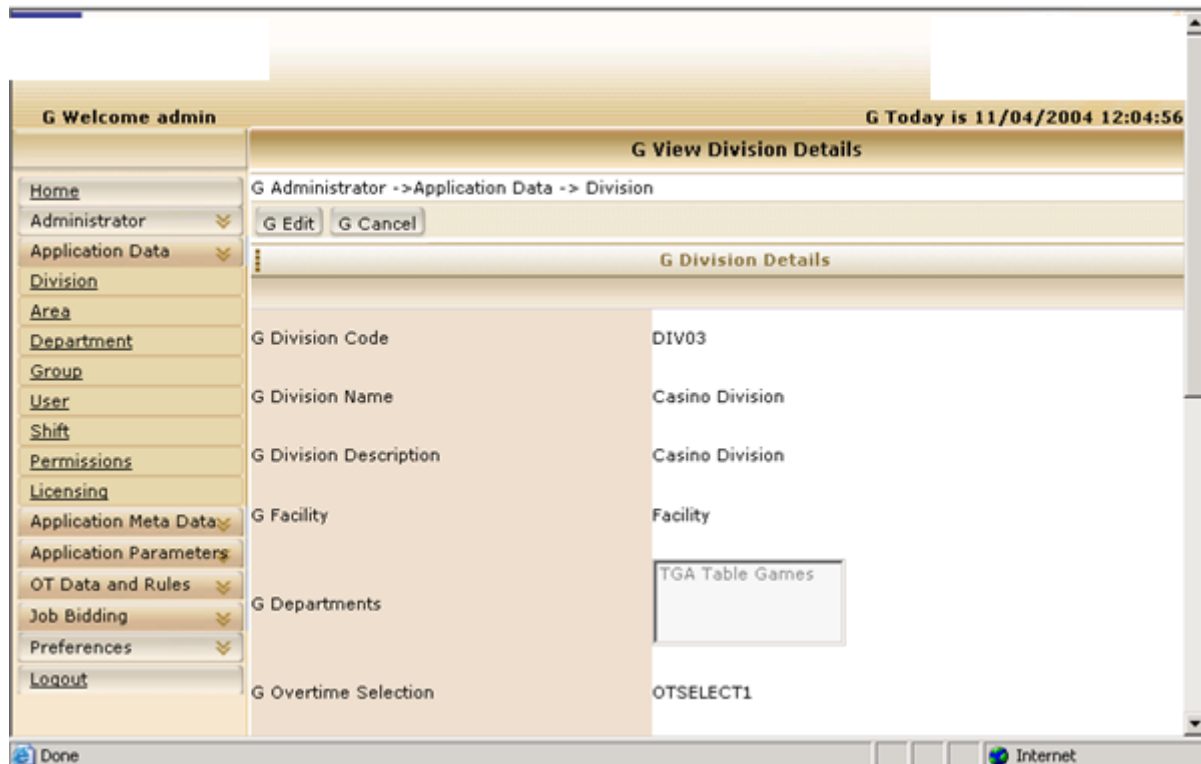 G Welcome admin
G Today is 11/04/2004 12:04:56
G View Division Details
Home
Administrator
Application Data
Division
Area
Department
Group
User
Shift
Permissions
Licensing
Application Meta Data
Application Parameters
OT Data and Rules
Job Bidding
Preferences
Logout
G Administrator ->Application Data -> Division
G Edit
G Cancel
G Division Details
G Division Code DIV03
G Division Name Casino Division
G Division Description Casino Division
G Facility Facility
G Departments TGA Table Games
G Overtime Selection OTSELECT1
Done
Internet